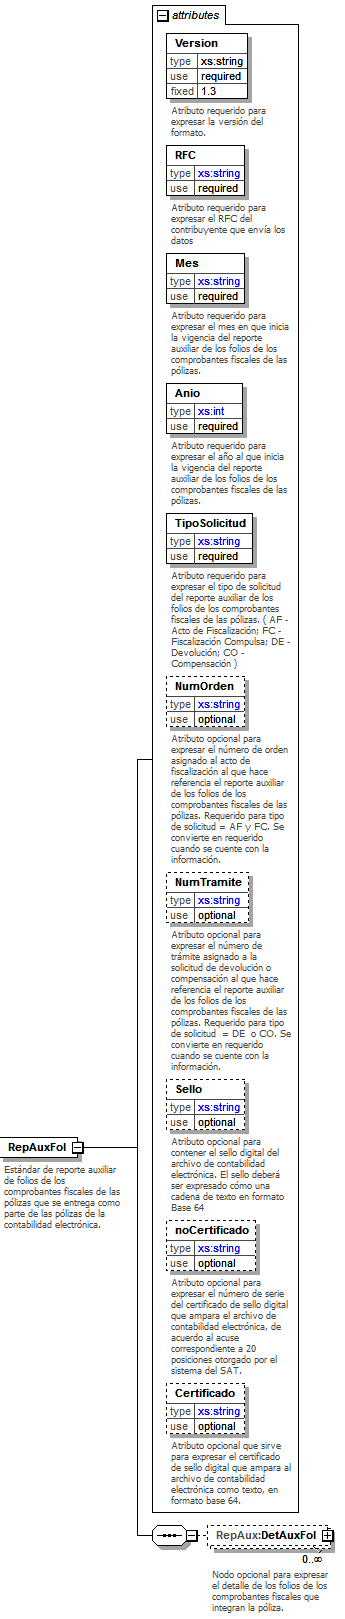 attributes
Version
type xs:string
use required
fixed 1.3
Atributo requerido para
expresar la versión del
formato.
RFC
type xs:string
use required
Atributo requerido para
expresar el RFC del
contribuyente que envía los
datos
Mes
type xs:string
use required
Atributo requerido para
expresar el mes en que inicia
la vigencia del reporte
auxiliar de los folios de los
comprobantes fiscales de las
pólizas.
Anio
type xs:int
use required
Atributo requerido para
expresar el año al que inicia
la vigencia del reporte
auxiliar de los folios de los
comprobantes fiscales de las
pólizas.
TipoSolicitud
type xs:string
use required
Atributo requerido para
expresar el tipo de solicitud
del reporte auxiliar de los
folios de los comprobantes
fiscales de las pólizas. ( AF -
Acto de Fiscalización; FC -
Fiscalización Compulsa; DE -
Devolución; CO -
Compensación )
NumOrden
type xs:string
use optional
Atributo opcional para
expresar el número de orden
asignado al acto de
fiscalización al que hace
referencia el reporte auxiliar
de los folios de los
comprobantes fiscales de las
pólizas. Requerido para tipo
de solicitud = AF y FC. Se
convierte en requerido
cuando se cuente con la
información.
NumTramite
type xs:string
use optional
Atributo opcional para
expresar el número de
trámite asignado a la
solicitud de devolución o
compensación al que hace
referencia el reporte auxiliar
de los folios de los
comprobantes fiscales de las
pólizas. Requerido para tipo
de solicitud = DE o CO. Se
convierte en requerido
cuando se cuente con la
información.
Sello
type xs:string
use optional
Atributo opcional para
contener el sello digital del
archivo de contabilidad
electrónica. El sello deberá
ser expresado cómo una
cadena de texto en formato
Base 64
noCertificado
type xs:string
use optional
Atributo opcional para
expresar el número de serie
del certificado de sello digital
que ampara el archivo de
contabilidad electrónica, de
acuerdo al acuse
correspondiente a 20
posiciones otorgado por el
sistema del SAT.
Certificado
type xs:string
use optional
Atributo opcional que sirve
para expresar el certificado
de sello digital que ampara al
archivo de contabilidad
electrónica como texto, en
formato base 64.
RepAuxFol
Estándar de reporte auxiliar
de folios de los
comprobantes fiscales de las
pólizas que se entrega como
parte de las pólizas de la
contabilidad electrónica.
RepAux:DetAuxFol
0..∞
Nodo opcional para expresar
el detalle de los folios de los
comprobantes fiscales que
integran la póliza.